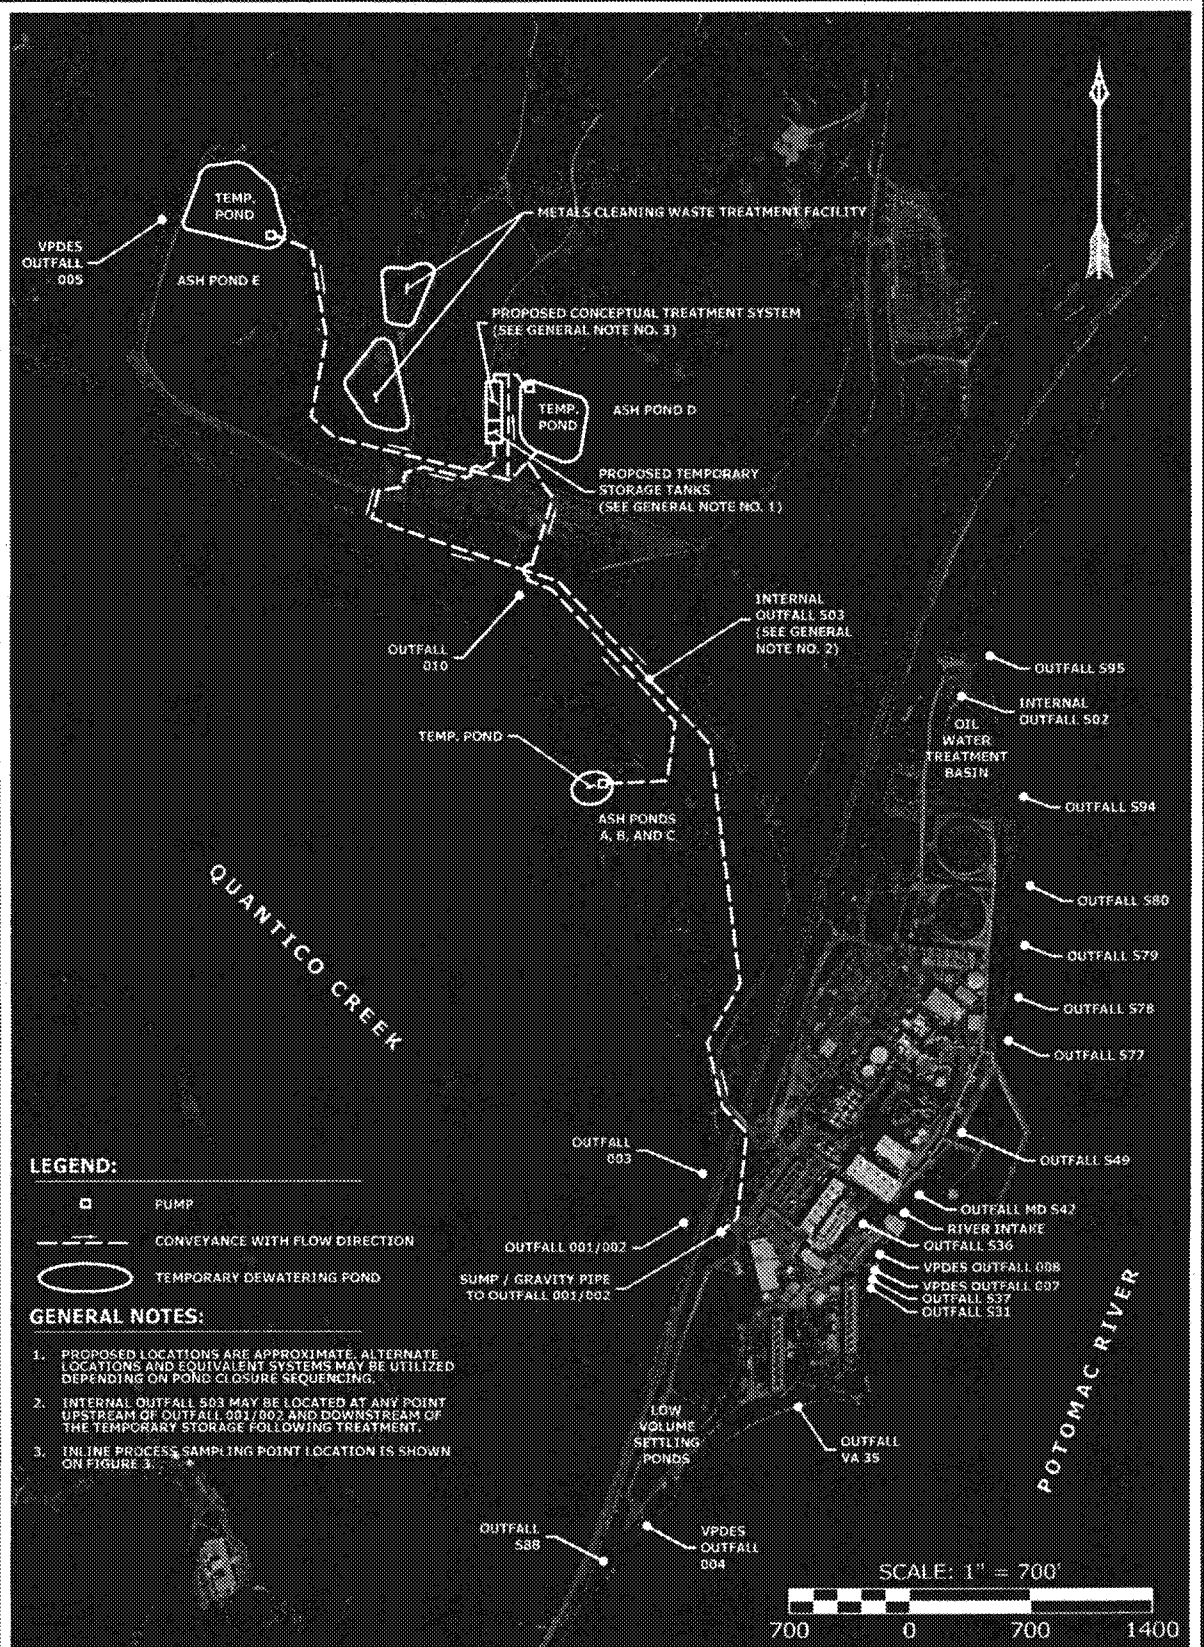 TEMP.
POND
VPDES
OUTFALL
005
ASH POND E
METALS CLEANING WASTE TREATMENT FACILITY
PROPOSED CONCEPTUAL TREATMENT SYSTEM
(SEE GENERAL NOTE NO. 3)
TEMP.
POND
ASH POND D
PROPOSED TEMPORARY
STORAGE TANKS
(SEE GENERAL NOTE NO. 1)
INTERNAL
OUTFALL 503
(SEE GENERAL
NOTE NO. 2)
OUTFALL
010
OUTFALL S95
INTERNAL
OUTFALL 502
OIL
WATER
TREATMENT
BASIN
TEMP. POND
OUTFALL S94
ASH PONDS
A, B, AND C
QUANTICO CREEK
OUTFALL S80
OUTFALL S79
OUTFALL S78
OUTFALL S77
OUTFALL
003
OUTFALL S49
OUTFALL MD S42
RIVER INTAKE
OUTFALL S36
OUTFALL 001/002
VPDES OUTFALL 008
VPDES OUTFALL 007
OUTFALL S37
OUTFALL S31
SUMP / GRAVITY PIPE
TO OUTFALL 001/002
POTOMAC RIVER
LEGEND:
PUMP
CONVEYANCE WITH FLOW DIRECTION
TEMPORARY DEWATERING POND
GENERAL NOTES:
1. PROPOSED LOCATIONS ARE APPROXIMATE. ALTERNATE
LOCATIONS AND EQUIVALENT SYSTEMS MAY BE UTILIZED
DEPENDING ON POND CLOSURE SEQUENCING.
2. INTERNAL OUTFALL 503 MAY BE LOCATED AT ANY POINT
UPSTREAM OF OUTFALL 001/002 AND DOWNSTREAM OF
THE TEMPORARY STORAGE FOLLOWING TREATMENT.
3. INLINE PROCESS SAMPLING POINT LOCATION IS SHOWN
ON FIGURE 3.
LOW
VOLUME
SETTLING
PONDS
OUTFALL
VA 35
OUTFALL
S88
VPDES
OUTFALL
004
SCALE: 1" = 700'
700 0 700 1400